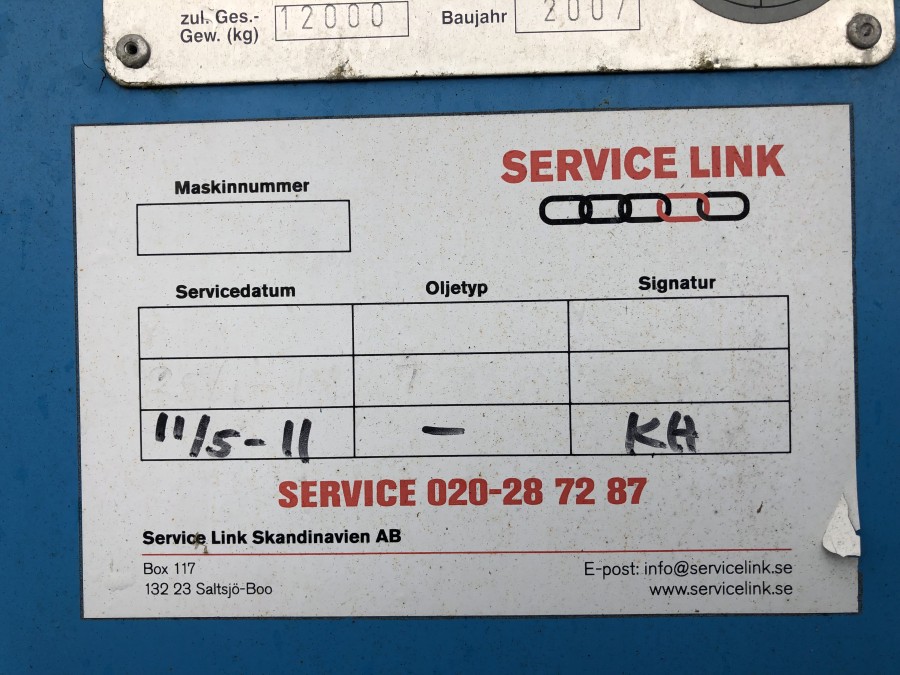 zul. Ges.- Gew. (kg) 12000 Baujahr 2007
Maskinnummer
SERVICE LINK
Servicedatum Oljetyp Signatur
11/5-11 – KH
SERVICE 020-28 72 87
Service Link Skandinavien AB
Box 117
132 23 Saltsjö-Boo
E-post: info@servicelink.se
www.servicelink.se